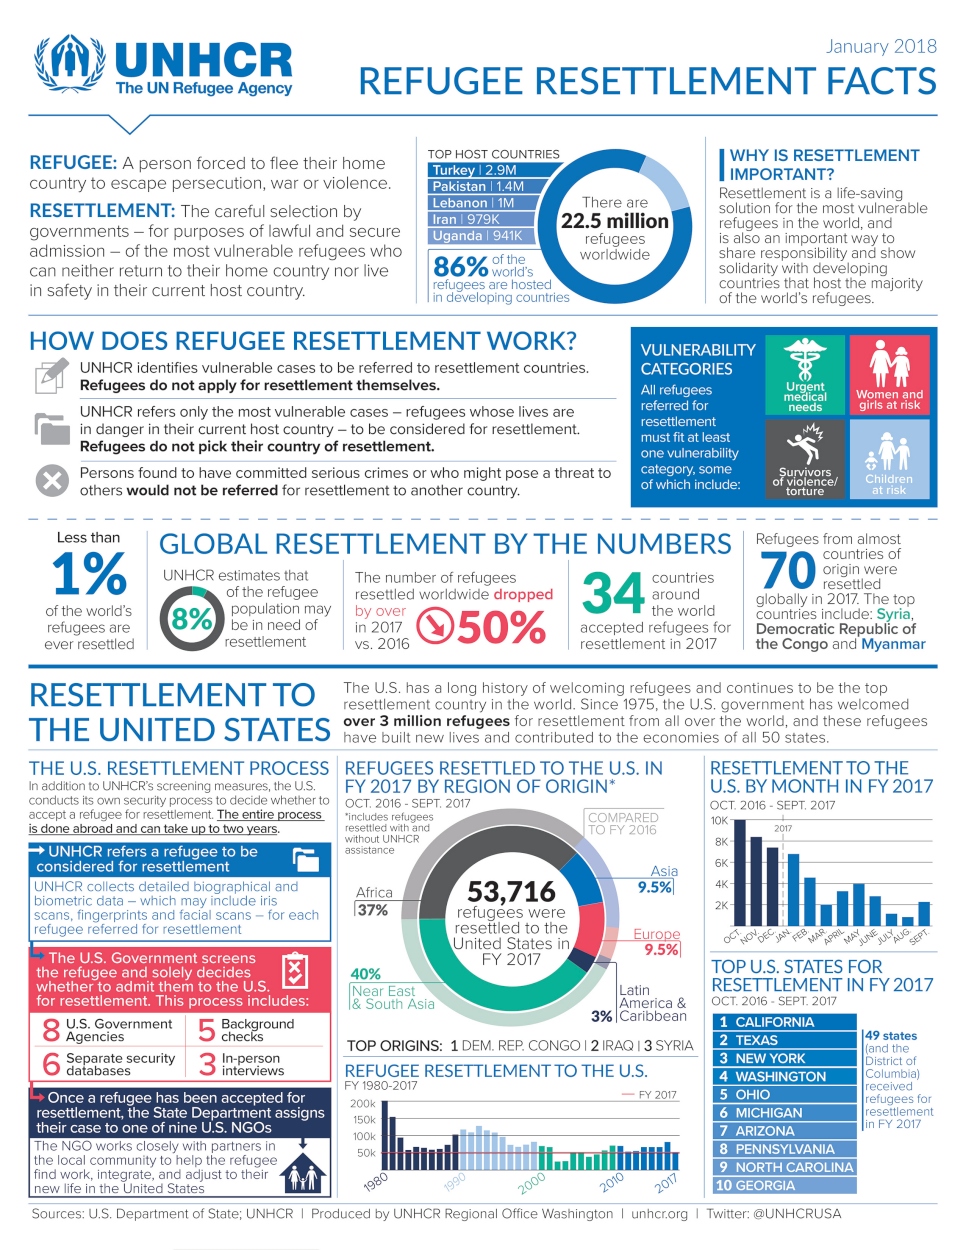 UNHCR
The UN Refugee Agency
January 2018
REFUGEE RESETTLEMENT FACTS
REFUGEE: A person forced to flee their home
country to escape persecution, war or violence.
RESETTLEMENT: The careful selection by
governments – for purposes of lawful and secure
admission – of the most vulnerable refugees who
can neither return to their home country nor live
in safety in their current host country.
TOP HOST COUNTRIES
Turkey | 2.9M
Pakistan | 1.4M
Lebanon | 1M
Iran | 979K
Uganda | 941K
86% of the
world's
refugees are hosted
in developing countries
There are
22.5 million
refugees
worldwide
WHY IS RESETTLEMENT
IMPORTANT?
Resettlement is a life-saving
solution for the most vulnerable
refugees in the world, and
is also an important way to
share responsibility and show
solidarity with developing
countries that host the majority
of the world's refugees.
HOW DOES REFUGEE RESETTLEMENT WORK?
UNHCR identifies vulnerable cases to be referred to resettlement countries.
Refugees do not apply for resettlement themselves.
UNHCR refers only the most vulnerable cases – refugees whose lives are
in danger in their current host country – to be considered for resettlement.
Refugees do not pick their country of resettlement.
Persons found to have committed serious crimes or who might pose a threat to
others would not be referred for resettlement to another country.
VULNERABILITY
CATEGORIES
All refugees
referred for
resettlement
must fit at least
one vulnerability
category, some
of which include:
Urgent
medical
needs
Women and
girls at risk
Survivors
of violence/
torture
Children
at risk
Less than
1%
of the world's
refugees are
ever resettled
GLOBAL RESETTLEMENT BY THE NUMBERS
UNHCR estimates that
8%
of the refugee
population may
be in need of
resettlement
The number of refugees
resettled worldwide dropped
by over
in 2017
vs. 2016
50%
34 countries
around
the world
accepted refugees for
resettlement in 2017
Refugees from almost
70 countries of
origin were
resettled
globally in 2017. The top
countries include: Syria,
Democratic Republic of
the Congo and Myanmar
RESETTLEMENT TO
THE UNITED STATES
The U.S. has a long history of welcoming refugees and continues to be the top
resettlement country in the world. Since 1975, the U.S. government has welcomed
over 3 million refugees for resettlement from all over the world, and these refugees
have built new lives and contributed to the economies of all 50 states.
THE U.S. RESETTLEMENT PROCESS
In addition to UNHCR's screening measures, the U.S.
conducts its own security process to decide whether to
accept a refugee for resettlement. The entire process
is done abroad and can take up to two years.
UNHCR refers a refugee to be
considered for resettlement
UNHCR collects detailed biographical and
biometric data – which may include iris
scans, fingerprints and facial scans – for each
refugee referred for resettlement
The U.S. Government screens
the refugee and solely decides
whether to admit them to the U.S.
for resettlement. This process includes:
8 U.S. Government
Agencies
5 Background
checks
6 Separate security
databases
3 In-person
interviews
Once a refugee has been accepted for
resettlement, the State Department assigns
their case to one of nine U.S. NGOs
The NGO works closely with partners in
the local community to help the refugee
find work, integrate, and adjust to their
new life in the United States
REFUGEES RESETTLED TO THE U.S. IN
FY 2017 BY REGION OF ORIGIN*
OCT. 2016 - SEPT. 2017
*includes refugees
resettled with and
without UNHCR
assistance
COMPARED
TO FY 2016
Africa
37%
Asia
9.5%
Europe
9.5%
Latin
America &
3% Caribbean
40%
Near East
& South Asia
53,716
refugees were
resettled to the
United States in
FY 2017
TOP ORIGINS: 1 DEM. REP. CONGO | 2 IRAQ | 3 SYRIA
REFUGEE RESETTLEMENT TO THE U.S.
FY 1980-2017
FY 2017
200k
150k
100k
50k
1980
1990
2000
2010
2017
RESETTLEMENT TO THE
U.S. BY MONTH IN FY 2017
OCT. 2016 - SEPT. 2017
2017
10K
8K
6K
4K
2K
OCT.
NOV.
DEC.
JAN.
FEB.
MAR.
APRIL
MAY
JUNE
JULY
AUG.
SEPT.
TOP U.S. STATES FOR
RESETTLEMENT IN FY 2017
OCT. 2016 - SEPT. 2017
1 CALIFORNIA
2 TEXAS
3 NEW YORK
4 WASHINGTON
5 OHIO
6 MICHIGAN
7 ARIZONA
8 PENNSYLVANIA
9 NORTH CAROLINA
10 GEORGIA
49 states
(and the
District of
Columbia)
received
refugees for
resettlement
in FY 2017
Sources: U.S. Department of State; UNHCR | Produced by UNHCR Regional Office Washington | unhcr.org | Twitter: @UNHCRUSA